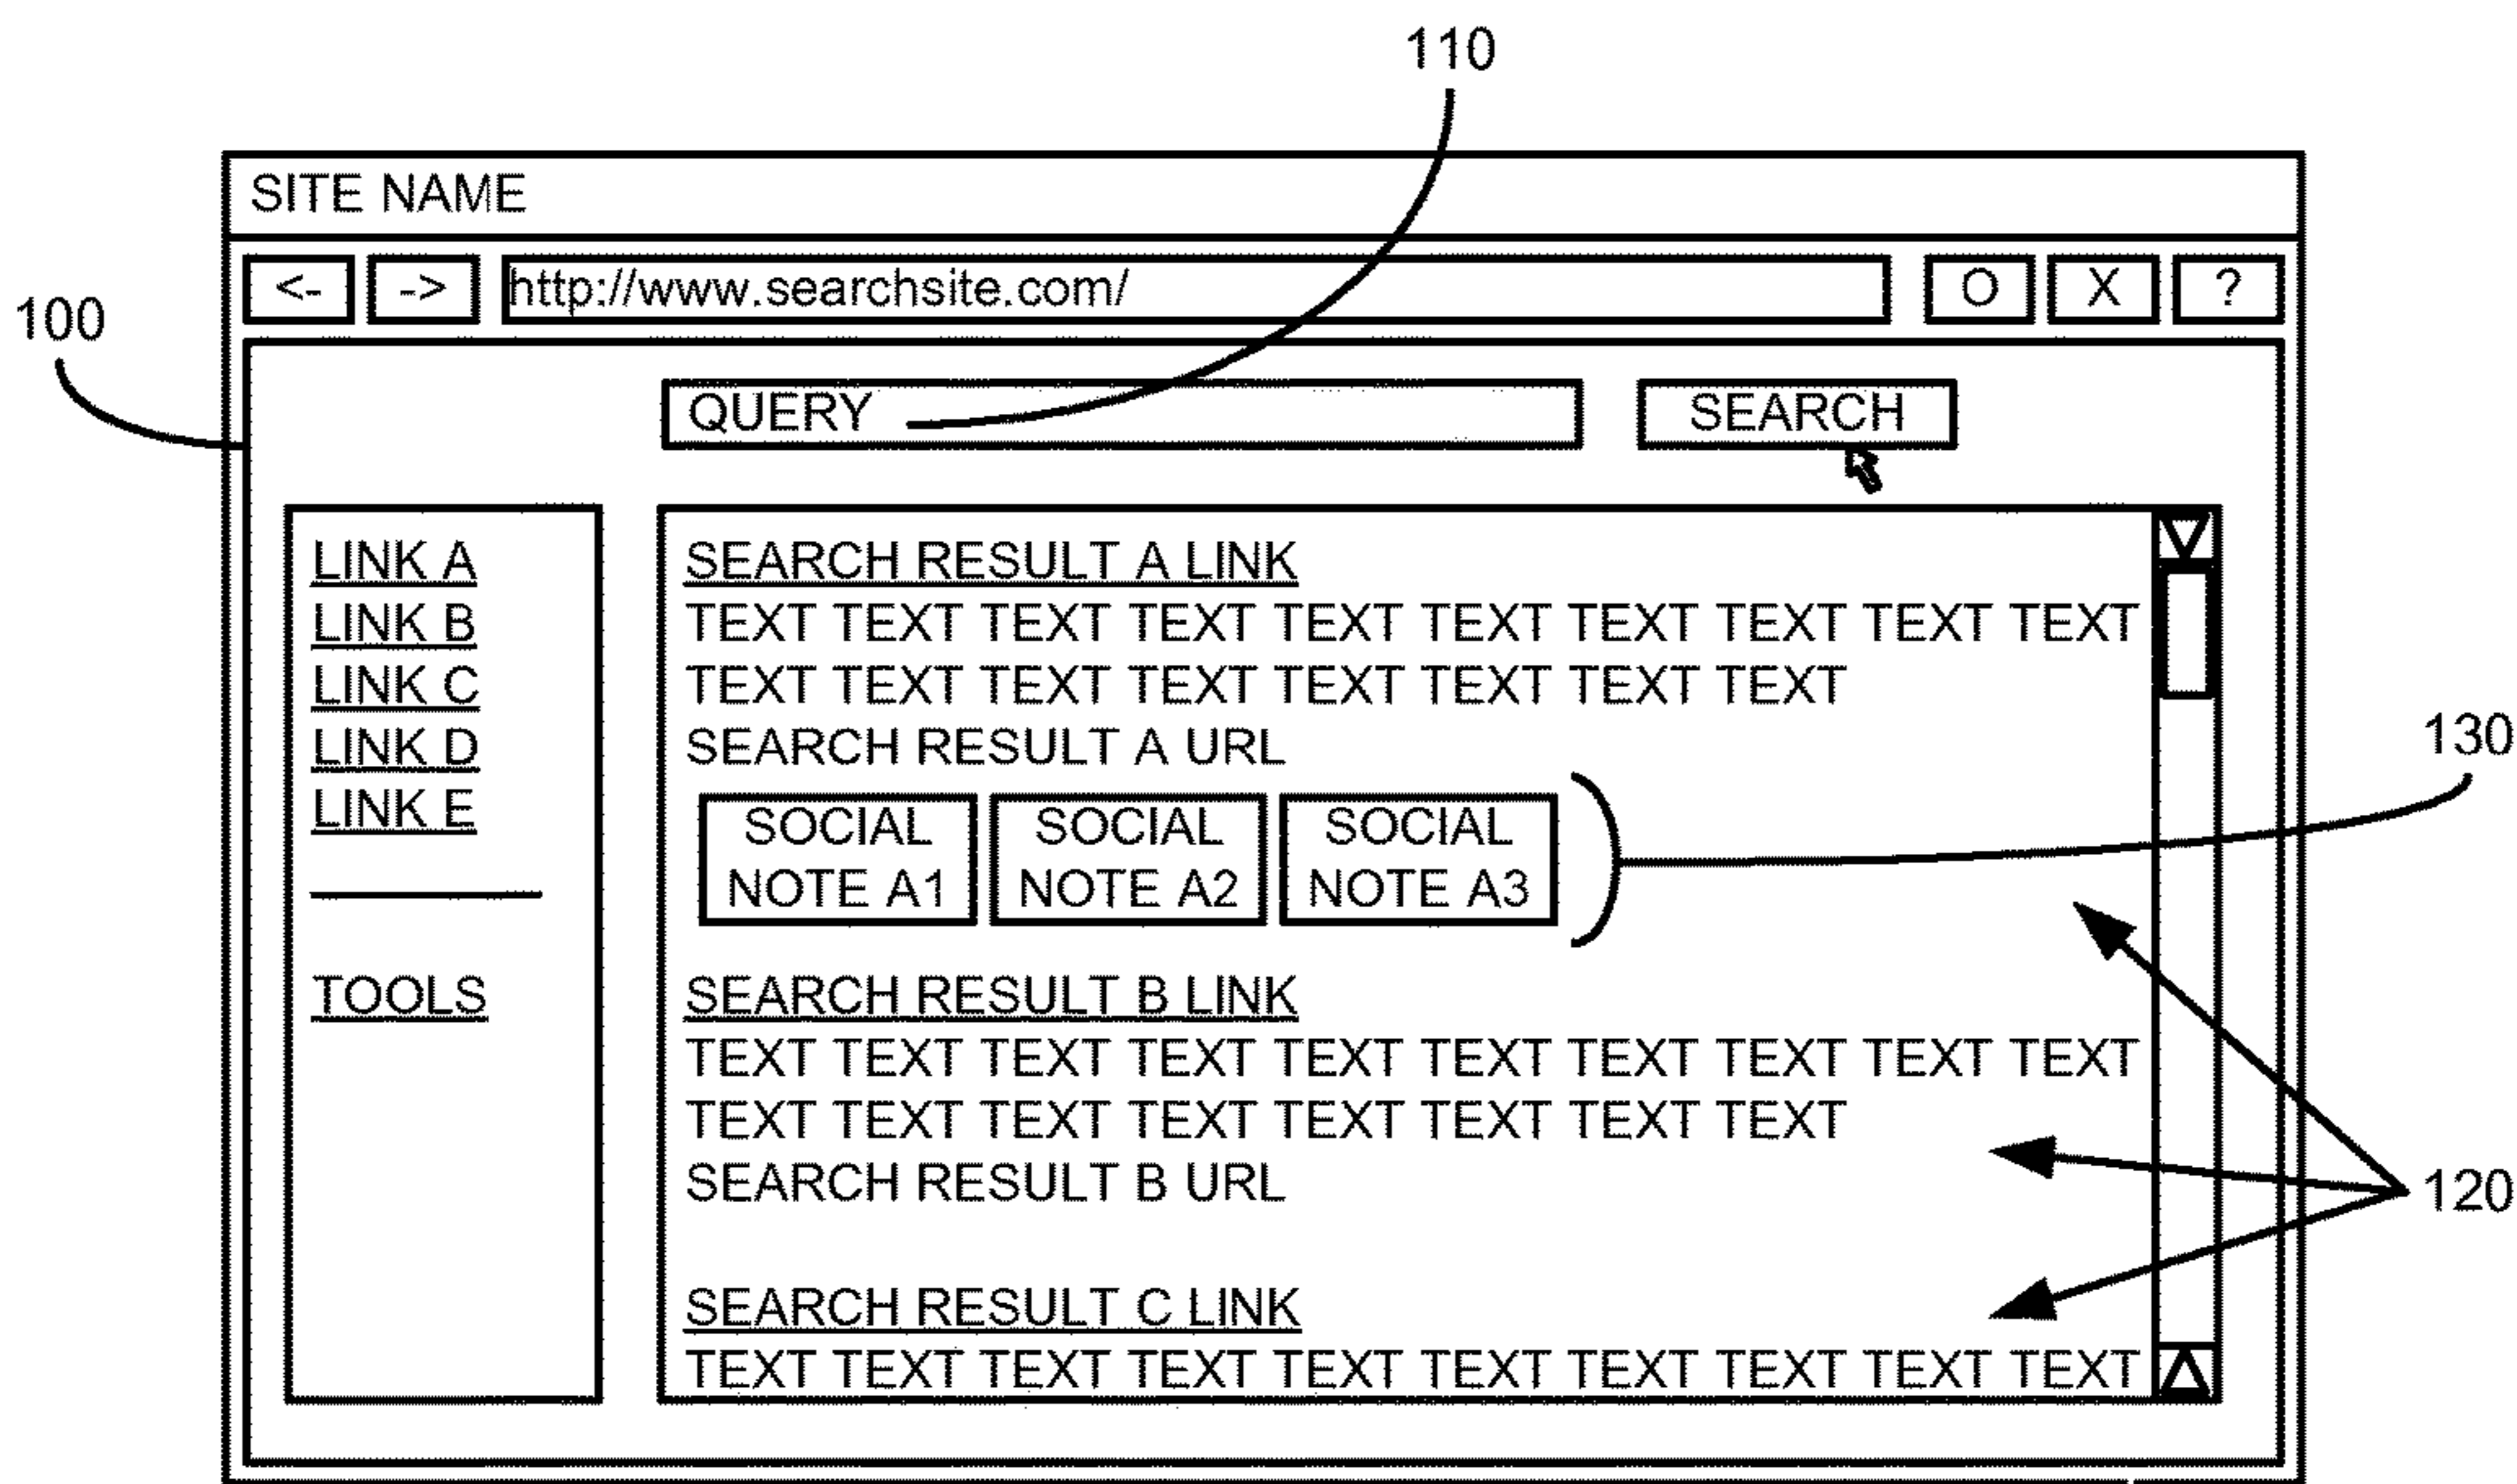 110
SITE NAME
<- -> http://www.searchsite.com/ O X ?
100
QUERY SEARCH
LINK A
LINK B
LINK C
LINK D
LINK E
TOOLS
SEARCH RESULT A LINK
TEXT TEXT TEXT TEXT TEXT TEXT TEXT TEXT TEXT TEXT
TEXT TEXT TEXT TEXT TEXT TEXT TEXT TEXT
SEARCH RESULT A URL
130
SOCIAL NOTE A1
SOCIAL NOTE A2
SOCIAL NOTE A3
SEARCH RESULT B LINK
TEXT TEXT TEXT TEXT TEXT TEXT TEXT TEXT TEXT TEXT
TEXT TEXT TEXT TEXT TEXT TEXT TEXT TEXT
SEARCH RESULT B URL
120
SEARCH RESULT C LINK
TEXT TEXT TEXT TEXT TEXT TEXT TEXT TEXT TEXT TEXT